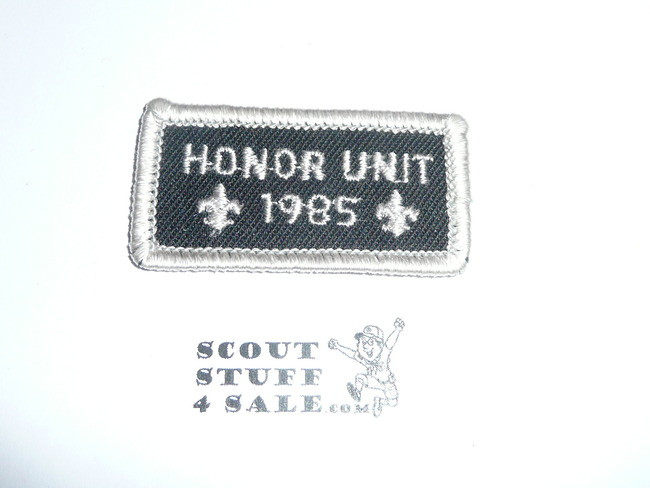 HONOR UNIT
1985
SCOUT
STUFF
4 SALE.COM